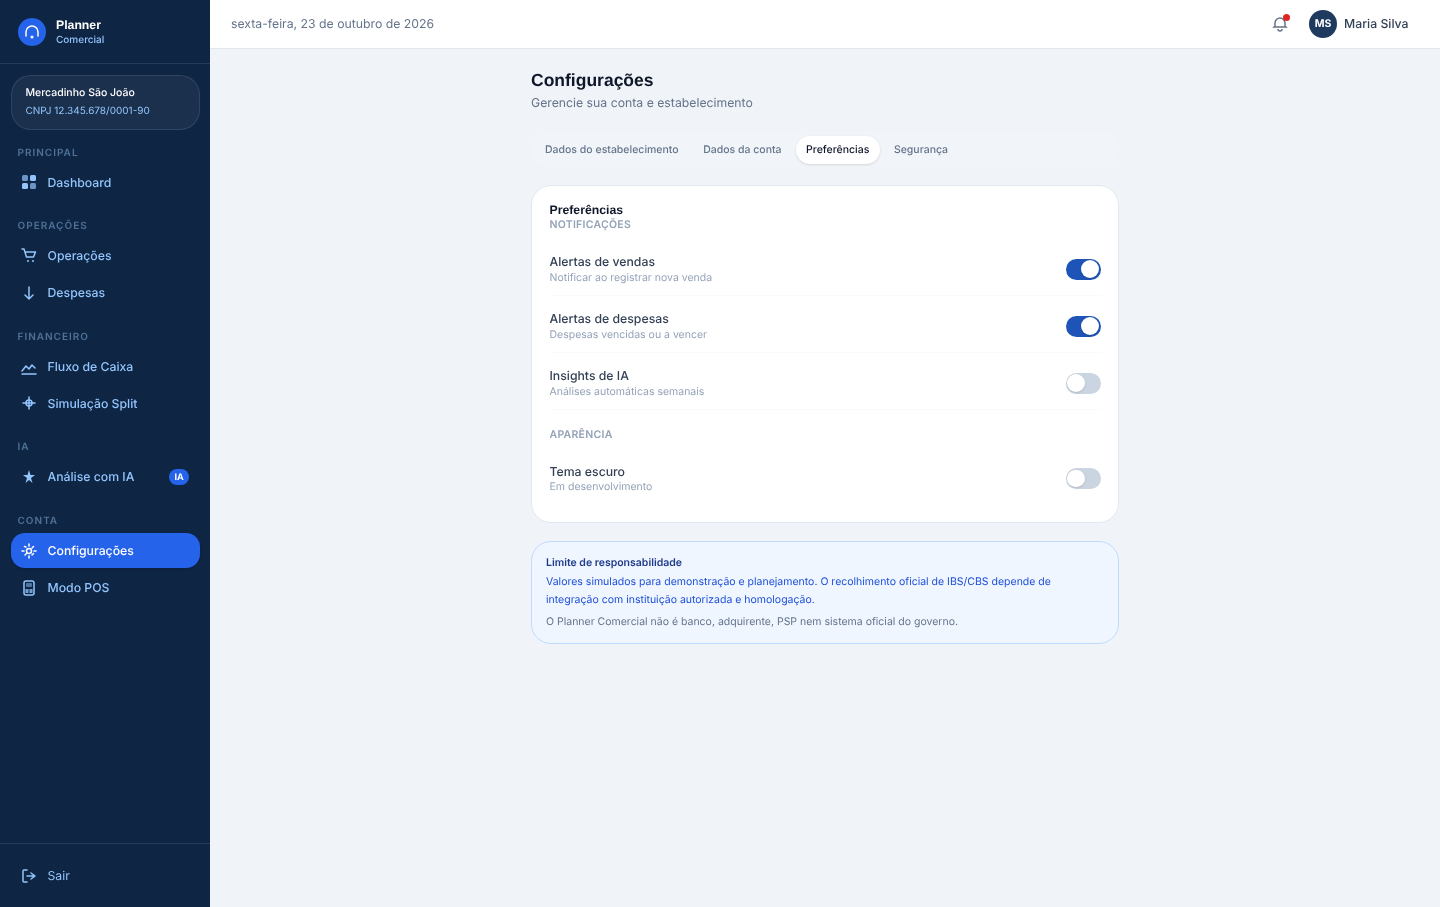 Planner
Comercial
Mercadinho São João
CNPJ 12.345.678/0001-90
PRINCIPAL
Dashboard
OPERAÇÕES
Operações
Despesas
FINANCEIRO
Fluxo de Caixa
Simulação Split
IA
Análise com IA
IA
CONTA
Configurações
Modo POS
Sair
sexta-feira, 23 de outubro de 2026
MS
Maria Silva
Configurações
Gerencie sua conta e estabelecimento
Dados do estabelecimento
Dados da conta
Preferências
Segurança
Preferências
NOTIFICAÇÕES
Alertas de vendas
Notificar ao registrar nova venda
Alertas de despesas
Despesas vencidas ou a vencer
Insights de IA
Análises automáticas semanais
APARÊNCIA
Tema escuro
Em desenvolvimento
Limite de responsabilidade
Valores simulados para demonstração e planejamento. O recolhimento oficial de IBS/CBS depende de
integração com instituição autorizada e homologação.
O Planner Comercial não é banco, adquirente, PSP nem sistema oficial do governo.